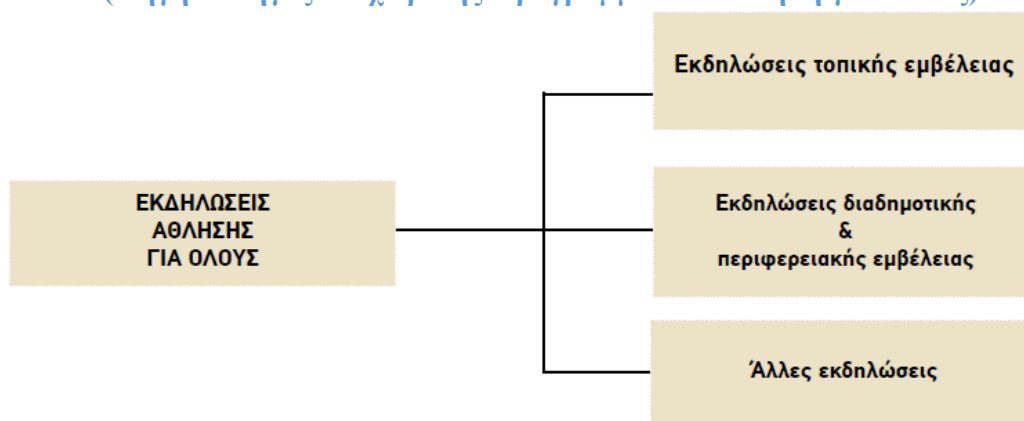 Εκδηλώσεις τοπικής εμβέλειας
ΕΚΔΗΛΩΣΕΙΣ
ΑΘΛΗΣΗΣ
ΓΙΑ ΟΛΟΥΣ
Εκδηλώσεις διαδημοτικής
&
περιφερειακής εμβέλειας
Άλλες εκδηλώσεις